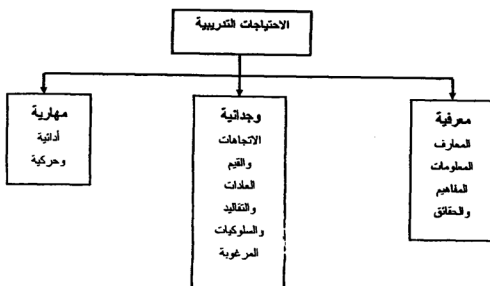 الاحتياجات التدريبية
معرفية
المعارف
المعلومات
المفاهيم
والحقائق
وجدانية
الاتجاهات
والقيم
العادات
والتقاليد
والسلوكيات
المرغوبة
مهارية
أدائية
وحركية